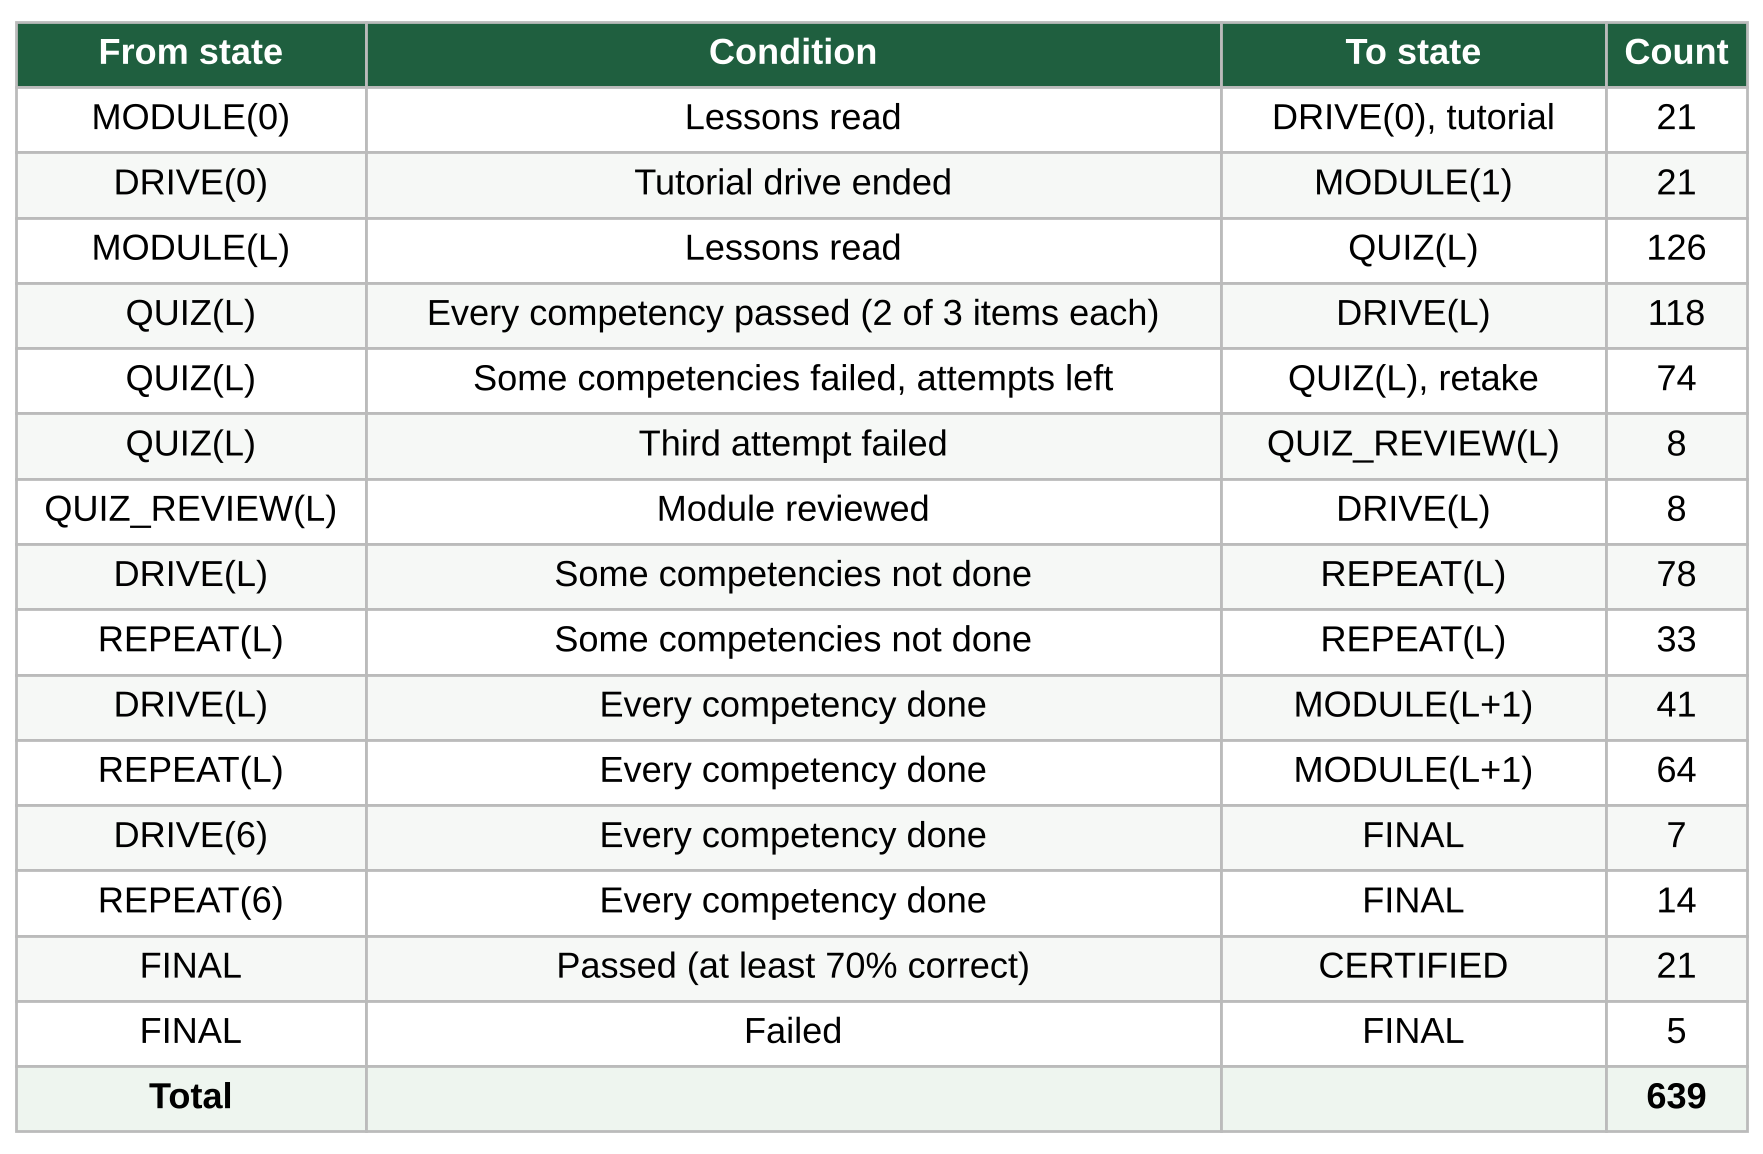 From state Condition To state Count
MODULE(0) Lessons read DRIVE(0), tutorial 21
DRIVE(0) Tutorial drive ended MODULE(1) 21
MODULE(L) Lessons read QUIZ(L) 126
QUIZ(L) Every competency passed (2 of 3 items each) DRIVE(L) 118
QUIZ(L) Some competencies failed, attempts left QUIZ(L), retake 74
QUIZ(L) Third attempt failed QUIZ_REVIEW(L) 8
QUIZ_REVIEW(L) Module reviewed DRIVE(L) 8
DRIVE(L) Some competencies not done REPEAT(L) 78
REPEAT(L) Some competencies not done REPEAT(L) 33
DRIVE(L) Every competency done MODULE(L+1) 41
REPEAT(L) Every competency done MODULE(L+1) 64
DRIVE(6) Every competency done FINAL 7
REPEAT(6) Every competency done FINAL 14
FINAL Passed (at least 70% correct) CERTIFIED 21
FINAL Failed FINAL 5
Total 639